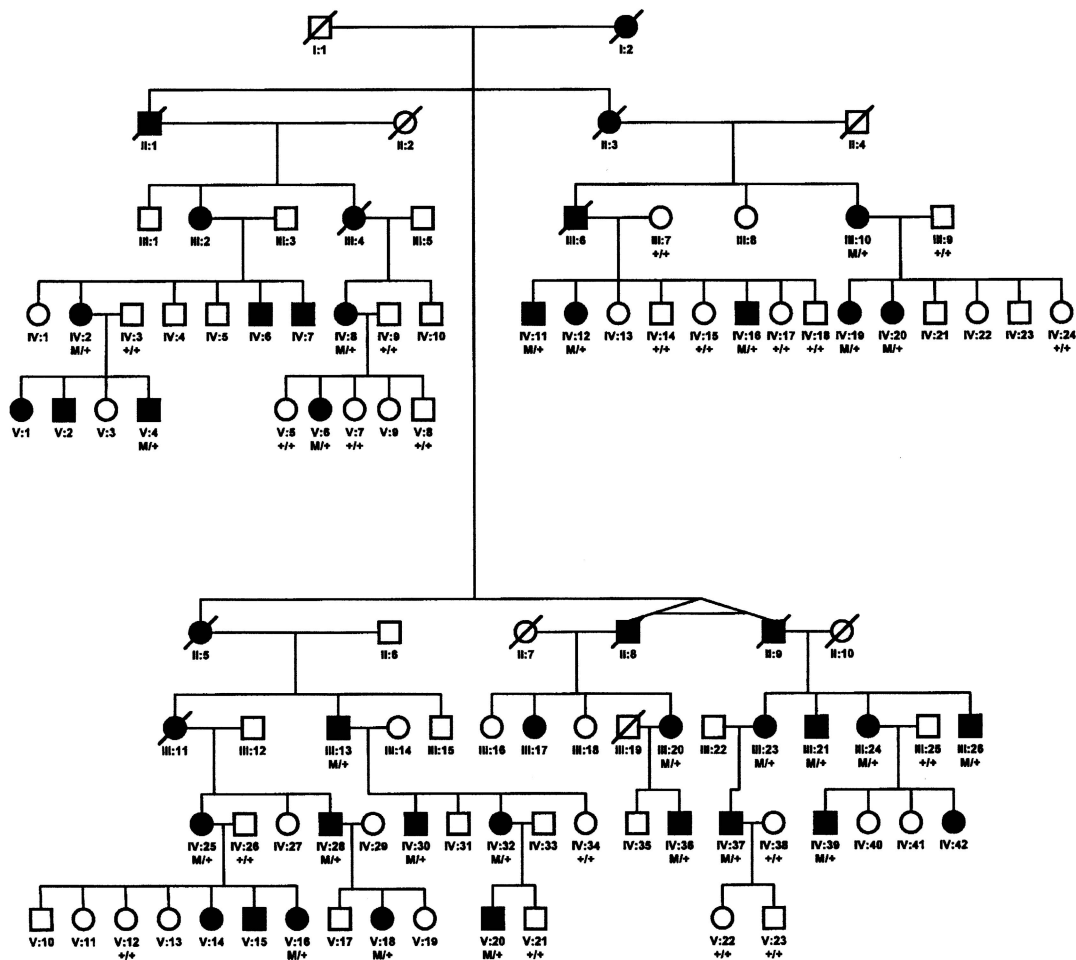 I:1 I:2
II:1 II:2 II:3 II:4
III:1 III:2 III:3 III:4 III:5 III:6 III:7 III:8 III:10 III:9
+/+ M/+ +/+
IV:1 IV:2 IV:3 IV:4 IV:5 IV:6 IV:7 IV:8 IV:9 IV:10 IV:11 IV:12 IV:13 IV:14 IV:15 IV:16 IV:17 IV:18 IV:19 IV:20 IV:21 IV:22 IV:23 IV:24
M/+ +/+ M/+ +/+ M/+ M/+ +/+ +/+ M/+ +/+ +/+ M/+ M/+ +/+
V:1 V:2 V:3 V:4 V:5 V:6 V:7 V:9 V:8
M/+ +/+ M/+ +/+ +/+
II:5 II:6 II:7 II:8 II:9 II:10
III:11 III:12 III:13 III:14 III:15 III:16 III:17 III:18 III:19 III:20 III:22 III:23 III:21 III:24 III:25 III:26
M/+ M/+ M/+ M/+ M/+ +/+ M/+
IV:25 IV:26 IV:27 IV:28 IV:29 IV:30 IV:31 IV:32 IV:33 IV:34 IV:35 IV:36 IV:37 IV:38 IV:39 IV:40 IV:41 IV:42
M/+ +/+ M/+ M/+ M/+ +/+ M/+ M/+ +/+ M/+
V:10 V:11 V:12 V:13 V:14 V:15 V:16 V:17 V:18 V:19 V:20 V:21 V:22 V:23
+/+ M/+ M/+ M/+ +/+ +/+ +/+